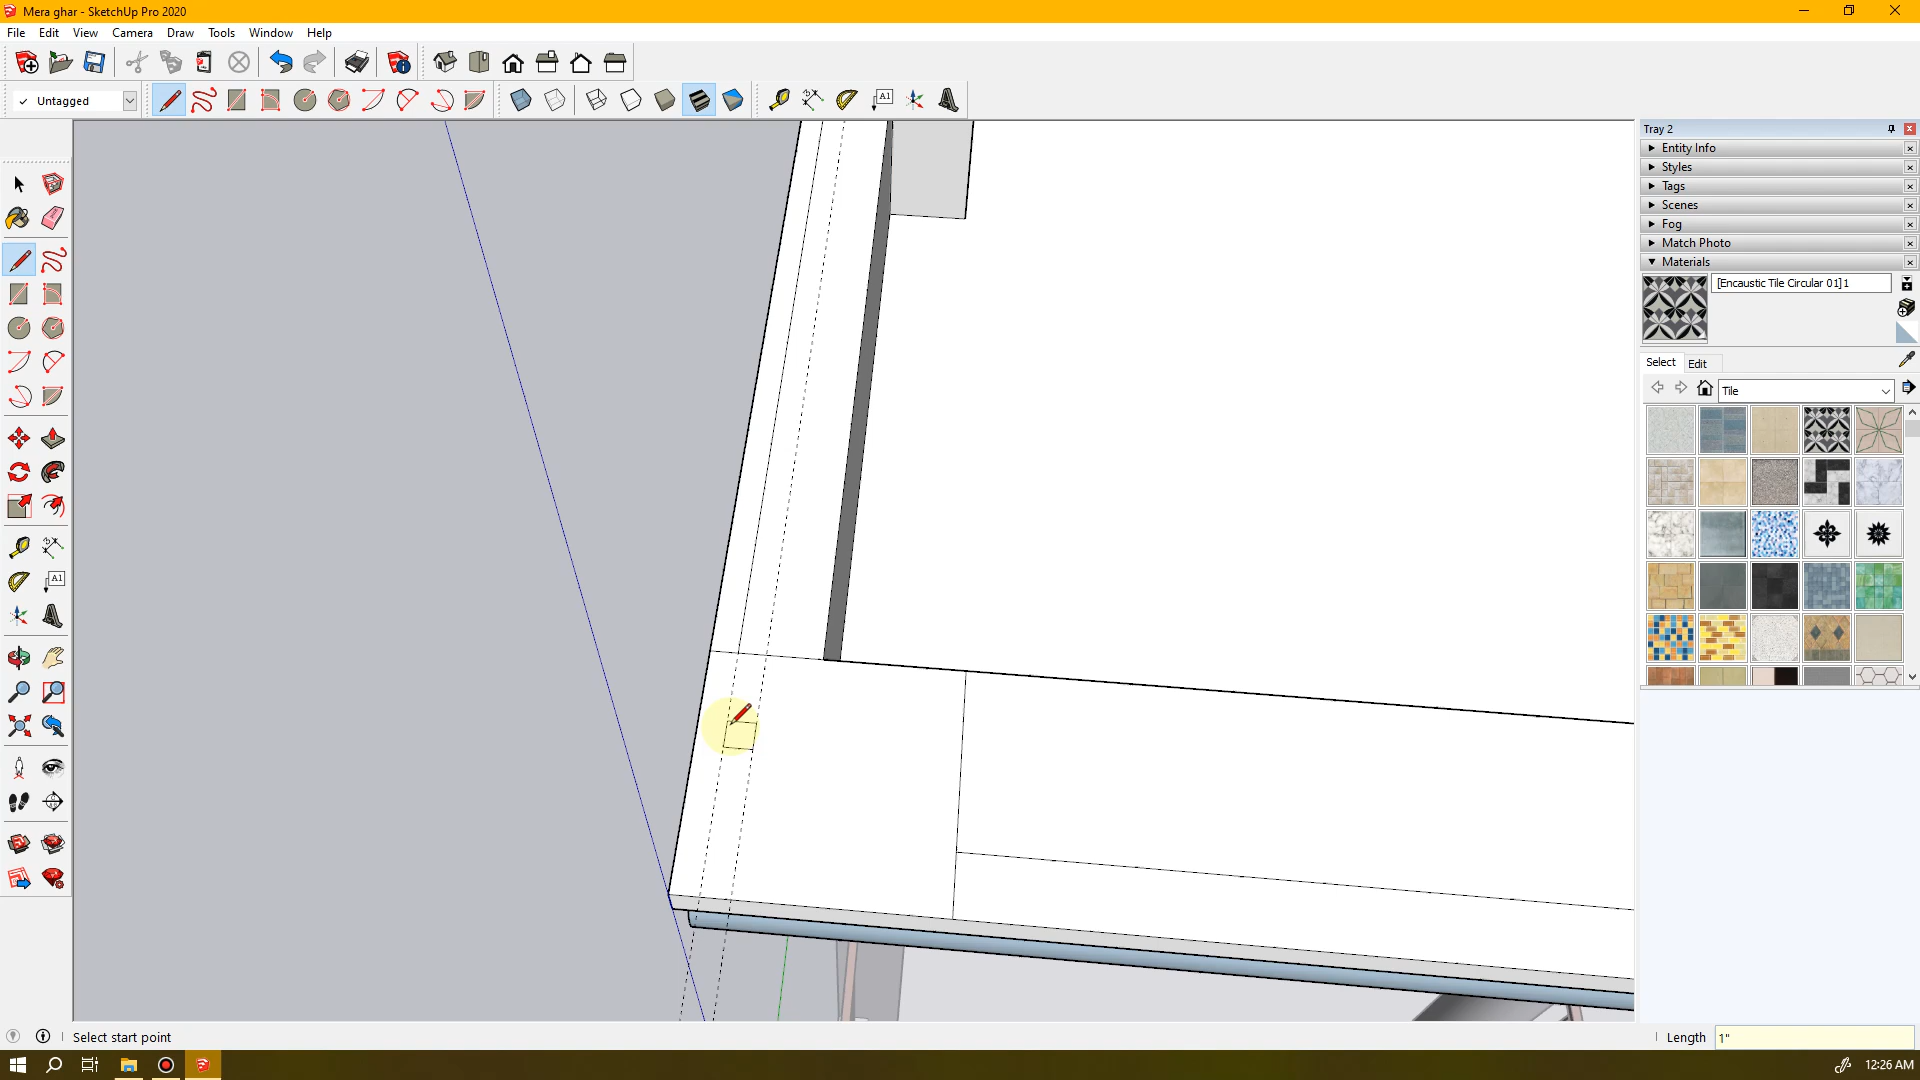 Mera ghar - SketchUp Pro 2020
File Edit View Camera Draw Tools Window Help
✓ Untagged
A1
Tray 2
Entity Info
Styles
Tags
Scenes
Fog
Match Photo
Materials
[Encaustic Tile Circular 01]1
Select Edit
Tile
A1
Select start point
Length 1"
12:26 AM